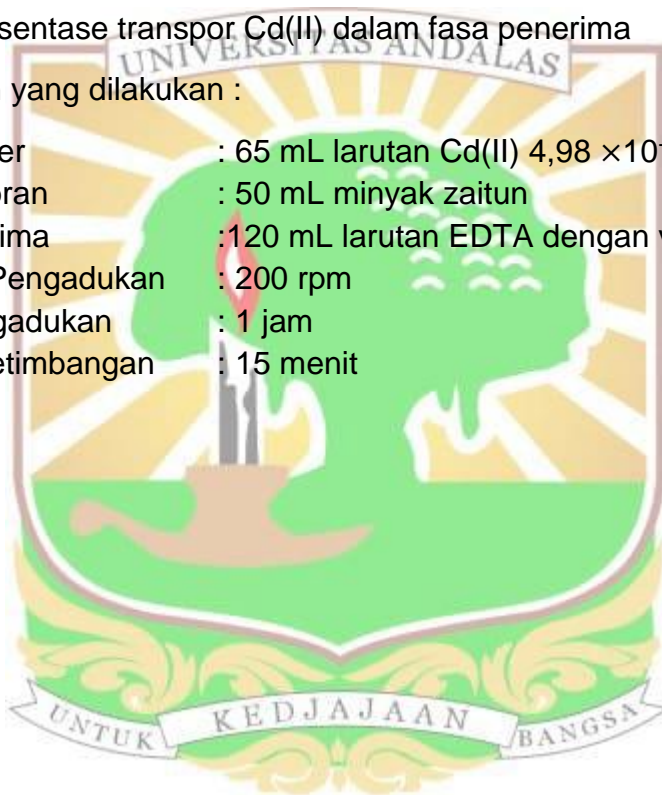 sentase transpor Cd(II) dalam fasa penerima
UNIVERSITAS ANDALAS
yang dilakukan :
er : 65 mL larutan Cd(II) 4,98 ×10
oran : 50 mL minyak zaitun
ima :120 mL larutan EDTA dengan
Pengadukan : 200 rpm
gadukan : 1 jam
etimbangan : 15 menit
UNTUK KEDJAJAAN BANGSA